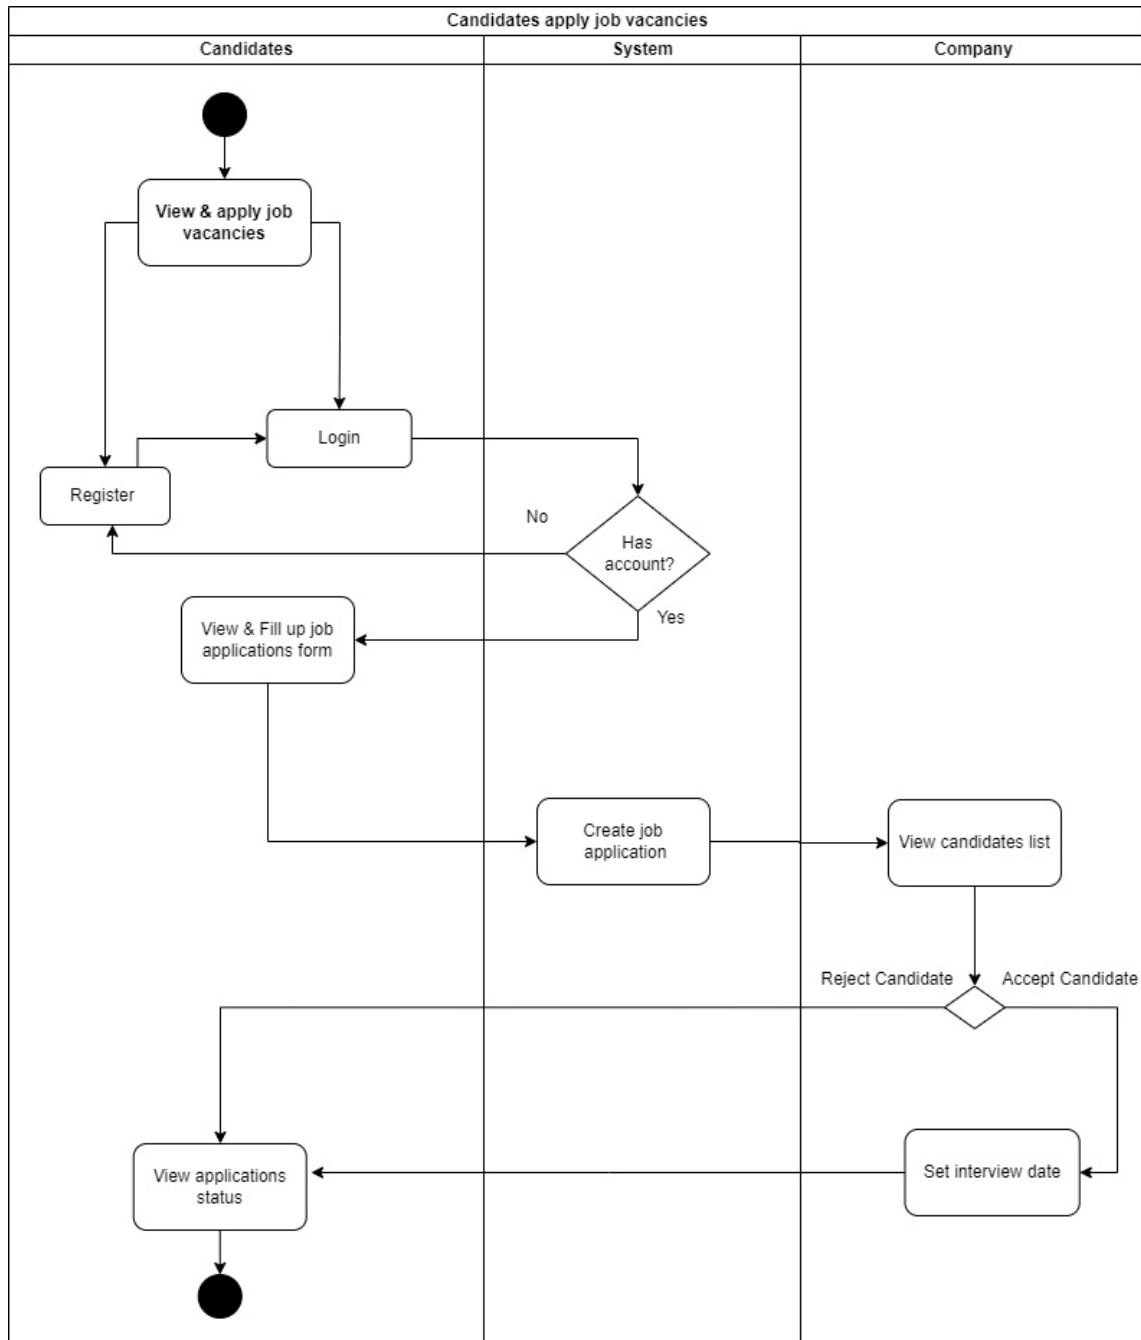 Candidates apply job vacancies
Candidates
System
Company
View & apply job
vacancies
Login
Register
No
Has
account?
Yes
View & Fill up job
applications form
Create job
application
View candidates list
Reject Candidate
Accept Candidate
View applications
status
Set interview date